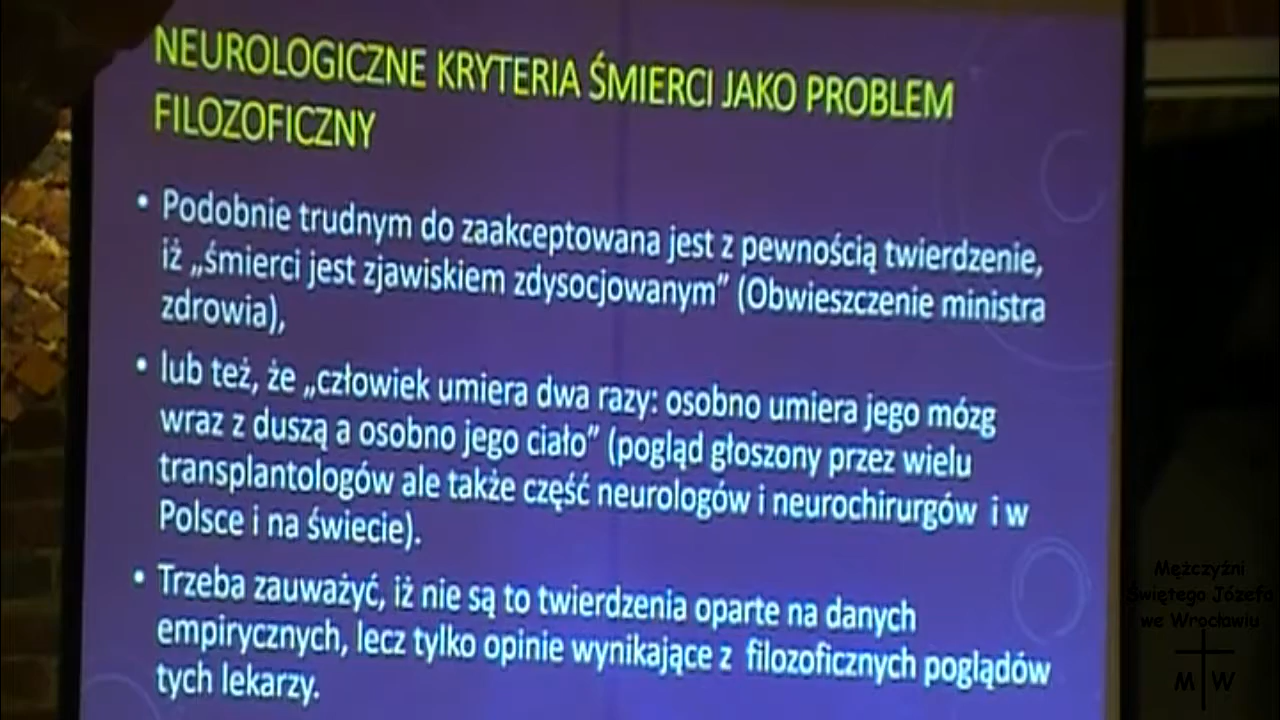 NEUROLOGICZNE KRYTERIA ŚMIERCI JAKO PROBLEM
FILOZOFICZNY
• Podobnie trudnym do zaakceptowana jest z pewnością twierdzenie,
iż „śmierci jest zjawiskiem zdysocjowanym” (Obwieszczenie ministra
zdrowia),
• lub też, że „człowiek umiera dwa razy: osobno umiera jego mózg
wraz z duszą a osobno jego ciało” (pogląd głoszony przez wielu
transplantologów ale także część neurologów i neurochirurgów i w
Polsce i na świecie).
• Trzeba zauważyć, iż nie są to twierdzenia oparte na danych
empirycznych, lecz tylko opinie wynikające z filozoficznych poglądów
tych lekarzy.
Mężczyźni
Świętego Józefa
we Wrocławiu
M W